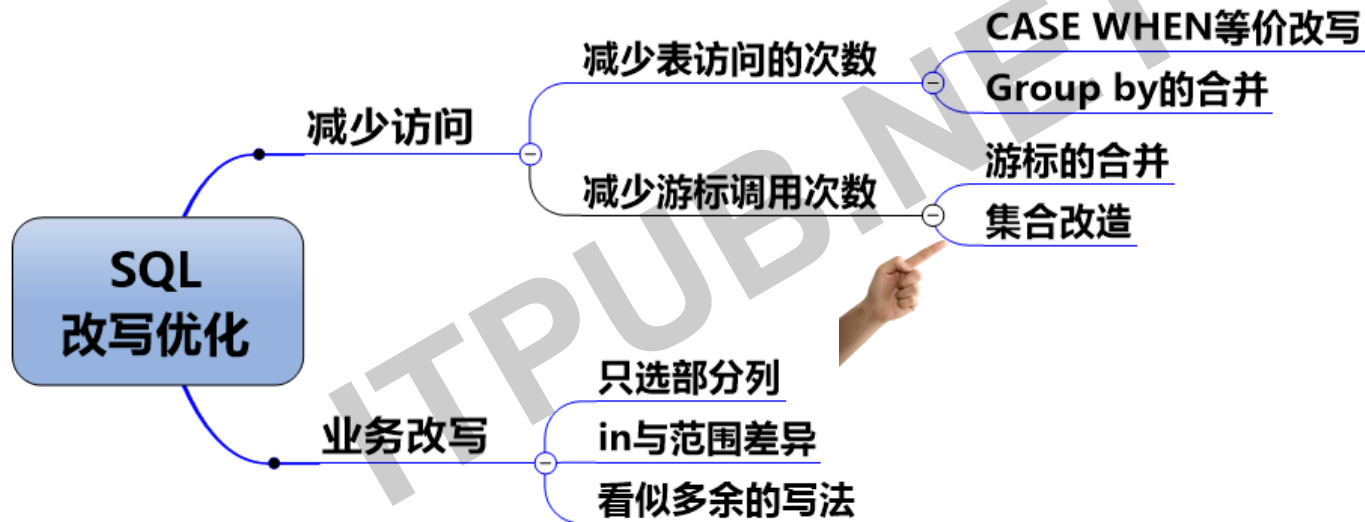 CASE WHEN等价改写
减少表访问的次数
Group by的合并
减少访问
游标的合并
减少游标调用次数
集合改造
SQL
改写优化
只选部分列
业务改写
in与范围差异
看似多余的写法
ITPUB.NET